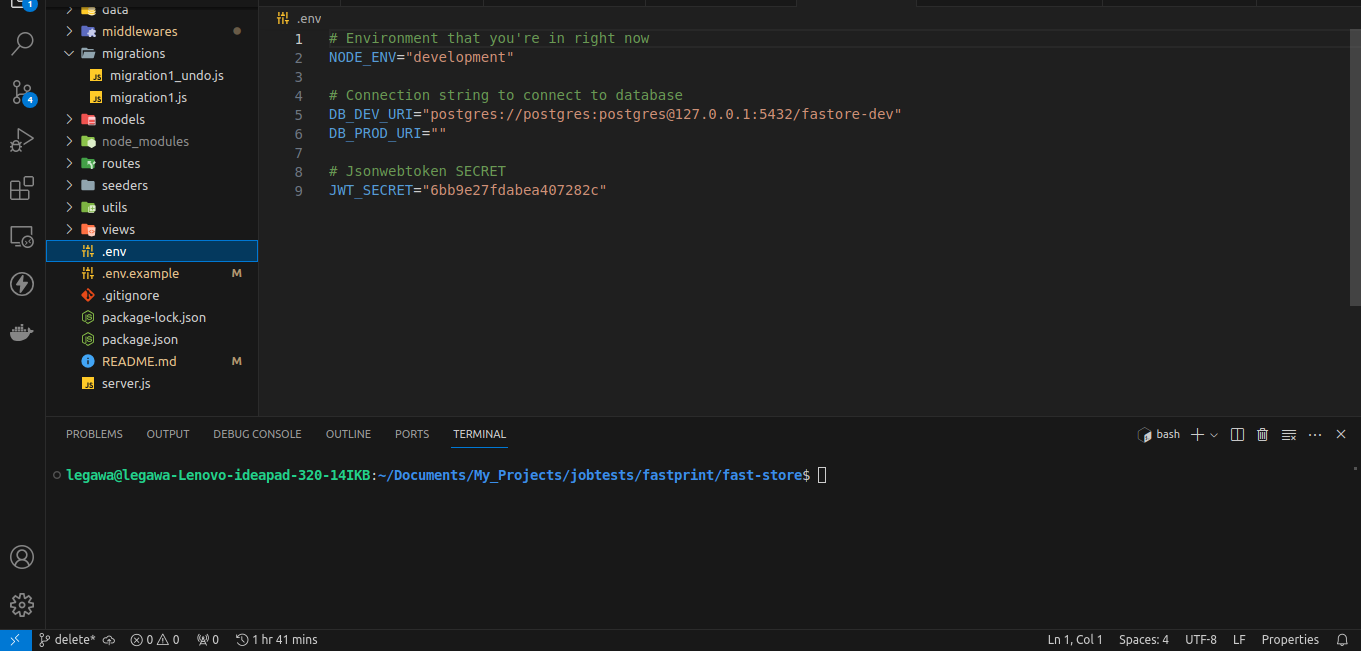 1
data
middlewares
migrations
JS migration1_undo.js
JS migration1.js
models
node_modules
routes
seeders
utils
views
.env
.env.example M
.gitignore
JS package-lock.json
JS package.json
README.md M
JS server.js
4
.env
1 # Environment that you're in right now
2 NODE_ENV="development"
3
4 # Connection string to connect to database
5 DB_DEV_URI="postgres://postgres:postgres@127.0.0.1:5432/fastore-dev"
6 DB_PROD_URI=""
7
8 # Jsonwebtoken SECRET
9 JWT_SECRET="6bb9e27fdabea407282c"
PROBLEMS OUTPUT DEBUG CONSOLE OUTLINE PORTS TERMINAL bash
legawa@legawa-Lenovo-ideapad-320-14IKB:~/Documents/My_Projects/jobtests/fastprint/fast-store$
delete* 0 0 0 1 hr 41 mins Ln 1, Col 1 Spaces: 4 UTF-8 LF Properties